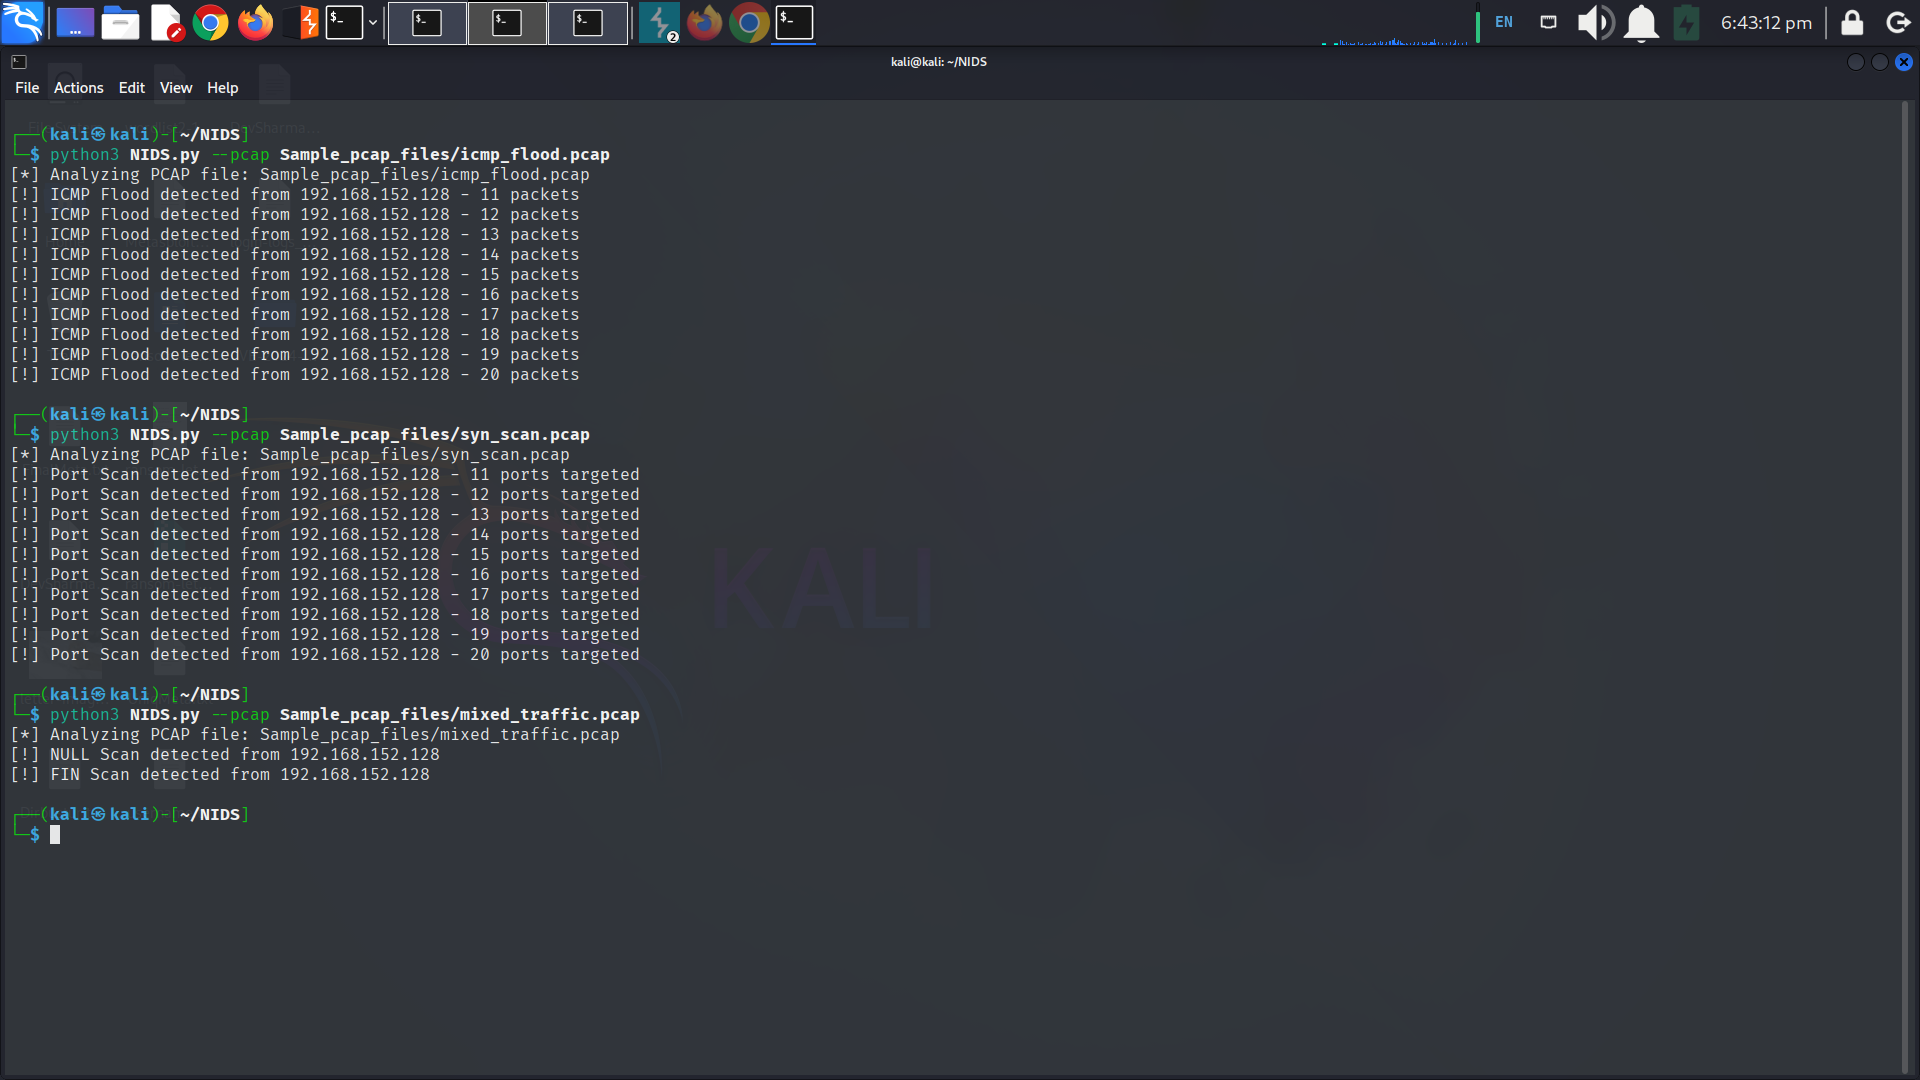 EN
6:43:12 pm
2
kali@kali: ~/NIDS
File Actions Edit View Help
┌──(kali㉿kali)-[~/NIDS]
└─$ python3 NIDS.py --pcap Sample_pcap_files/icmp_flood.pcap
[*] Analyzing PCAP file: Sample_pcap_files/icmp_flood.pcap
[!] ICMP Flood detected from 192.168.152.128 - 11 packets
[!] ICMP Flood detected from 192.168.152.128 - 12 packets
[!] ICMP Flood detected from 192.168.152.128 - 13 packets
[!] ICMP Flood detected from 192.168.152.128 - 14 packets
[!] ICMP Flood detected from 192.168.152.128 - 15 packets
[!] ICMP Flood detected from 192.168.152.128 - 16 packets
[!] ICMP Flood detected from 192.168.152.128 - 17 packets
[!] ICMP Flood detected from 192.168.152.128 - 18 packets
[!] ICMP Flood detected from 192.168.152.128 - 19 packets
[!] ICMP Flood detected from 192.168.152.128 - 20 packets
┌──(kali㉿kali)-[~/NIDS]
└─$ python3 NIDS.py --pcap Sample_pcap_files/syn_scan.pcap
[*] Analyzing PCAP file: Sample_pcap_files/syn_scan.pcap
[!] Port Scan detected from 192.168.152.128 - 11 ports targeted
[!] Port Scan detected from 192.168.152.128 - 12 ports targeted
[!] Port Scan detected from 192.168.152.128 - 13 ports targeted
[!] Port Scan detected from 192.168.152.128 - 14 ports targeted
[!] Port Scan detected from 192.168.152.128 - 15 ports targeted
[!] Port Scan detected from 192.168.152.128 - 16 ports targeted
[!] Port Scan detected from 192.168.152.128 - 17 ports targeted
[!] Port Scan detected from 192.168.152.128 - 18 ports targeted
[!] Port Scan detected from 192.168.152.128 - 19 ports targeted
[!] Port Scan detected from 192.168.152.128 - 20 ports targeted
KALI
┌──(kali㉿kali)-[~/NIDS]
└─$ python3 NIDS.py --pcap Sample_pcap_files/mixed_traffic.pcap
[*] Analyzing PCAP file: Sample_pcap_files/mixed_traffic.pcap
[!] NULL Scan detected from 192.168.152.128
[!] FIN Scan detected from 192.168.152.128
┌──(kali㉿kali)-[~/NIDS]
└─$